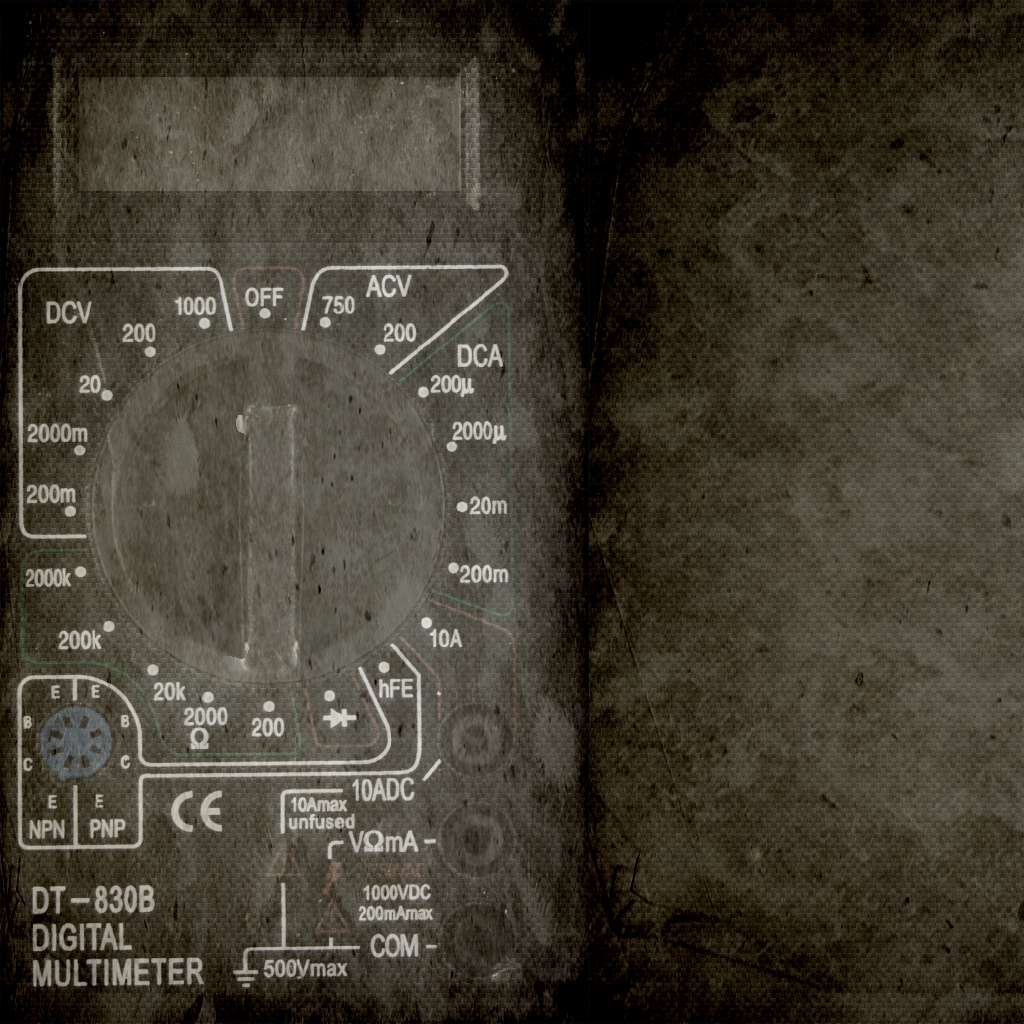 DCV
1000
OFF
750
ACV
200
200
20
2000m
200m
DCA
200µ
2000µ
20m
200m
10A
2000k
200k
20k
2000
Ω
200
hFE
E E
B B
C C
E E
NPN PNP
CE
10ADC
10Amax
unfused
VΩmA
1000VDC
200mAmax
COM
500Vmax
DT-830B
DIGITAL
MULTIMETER